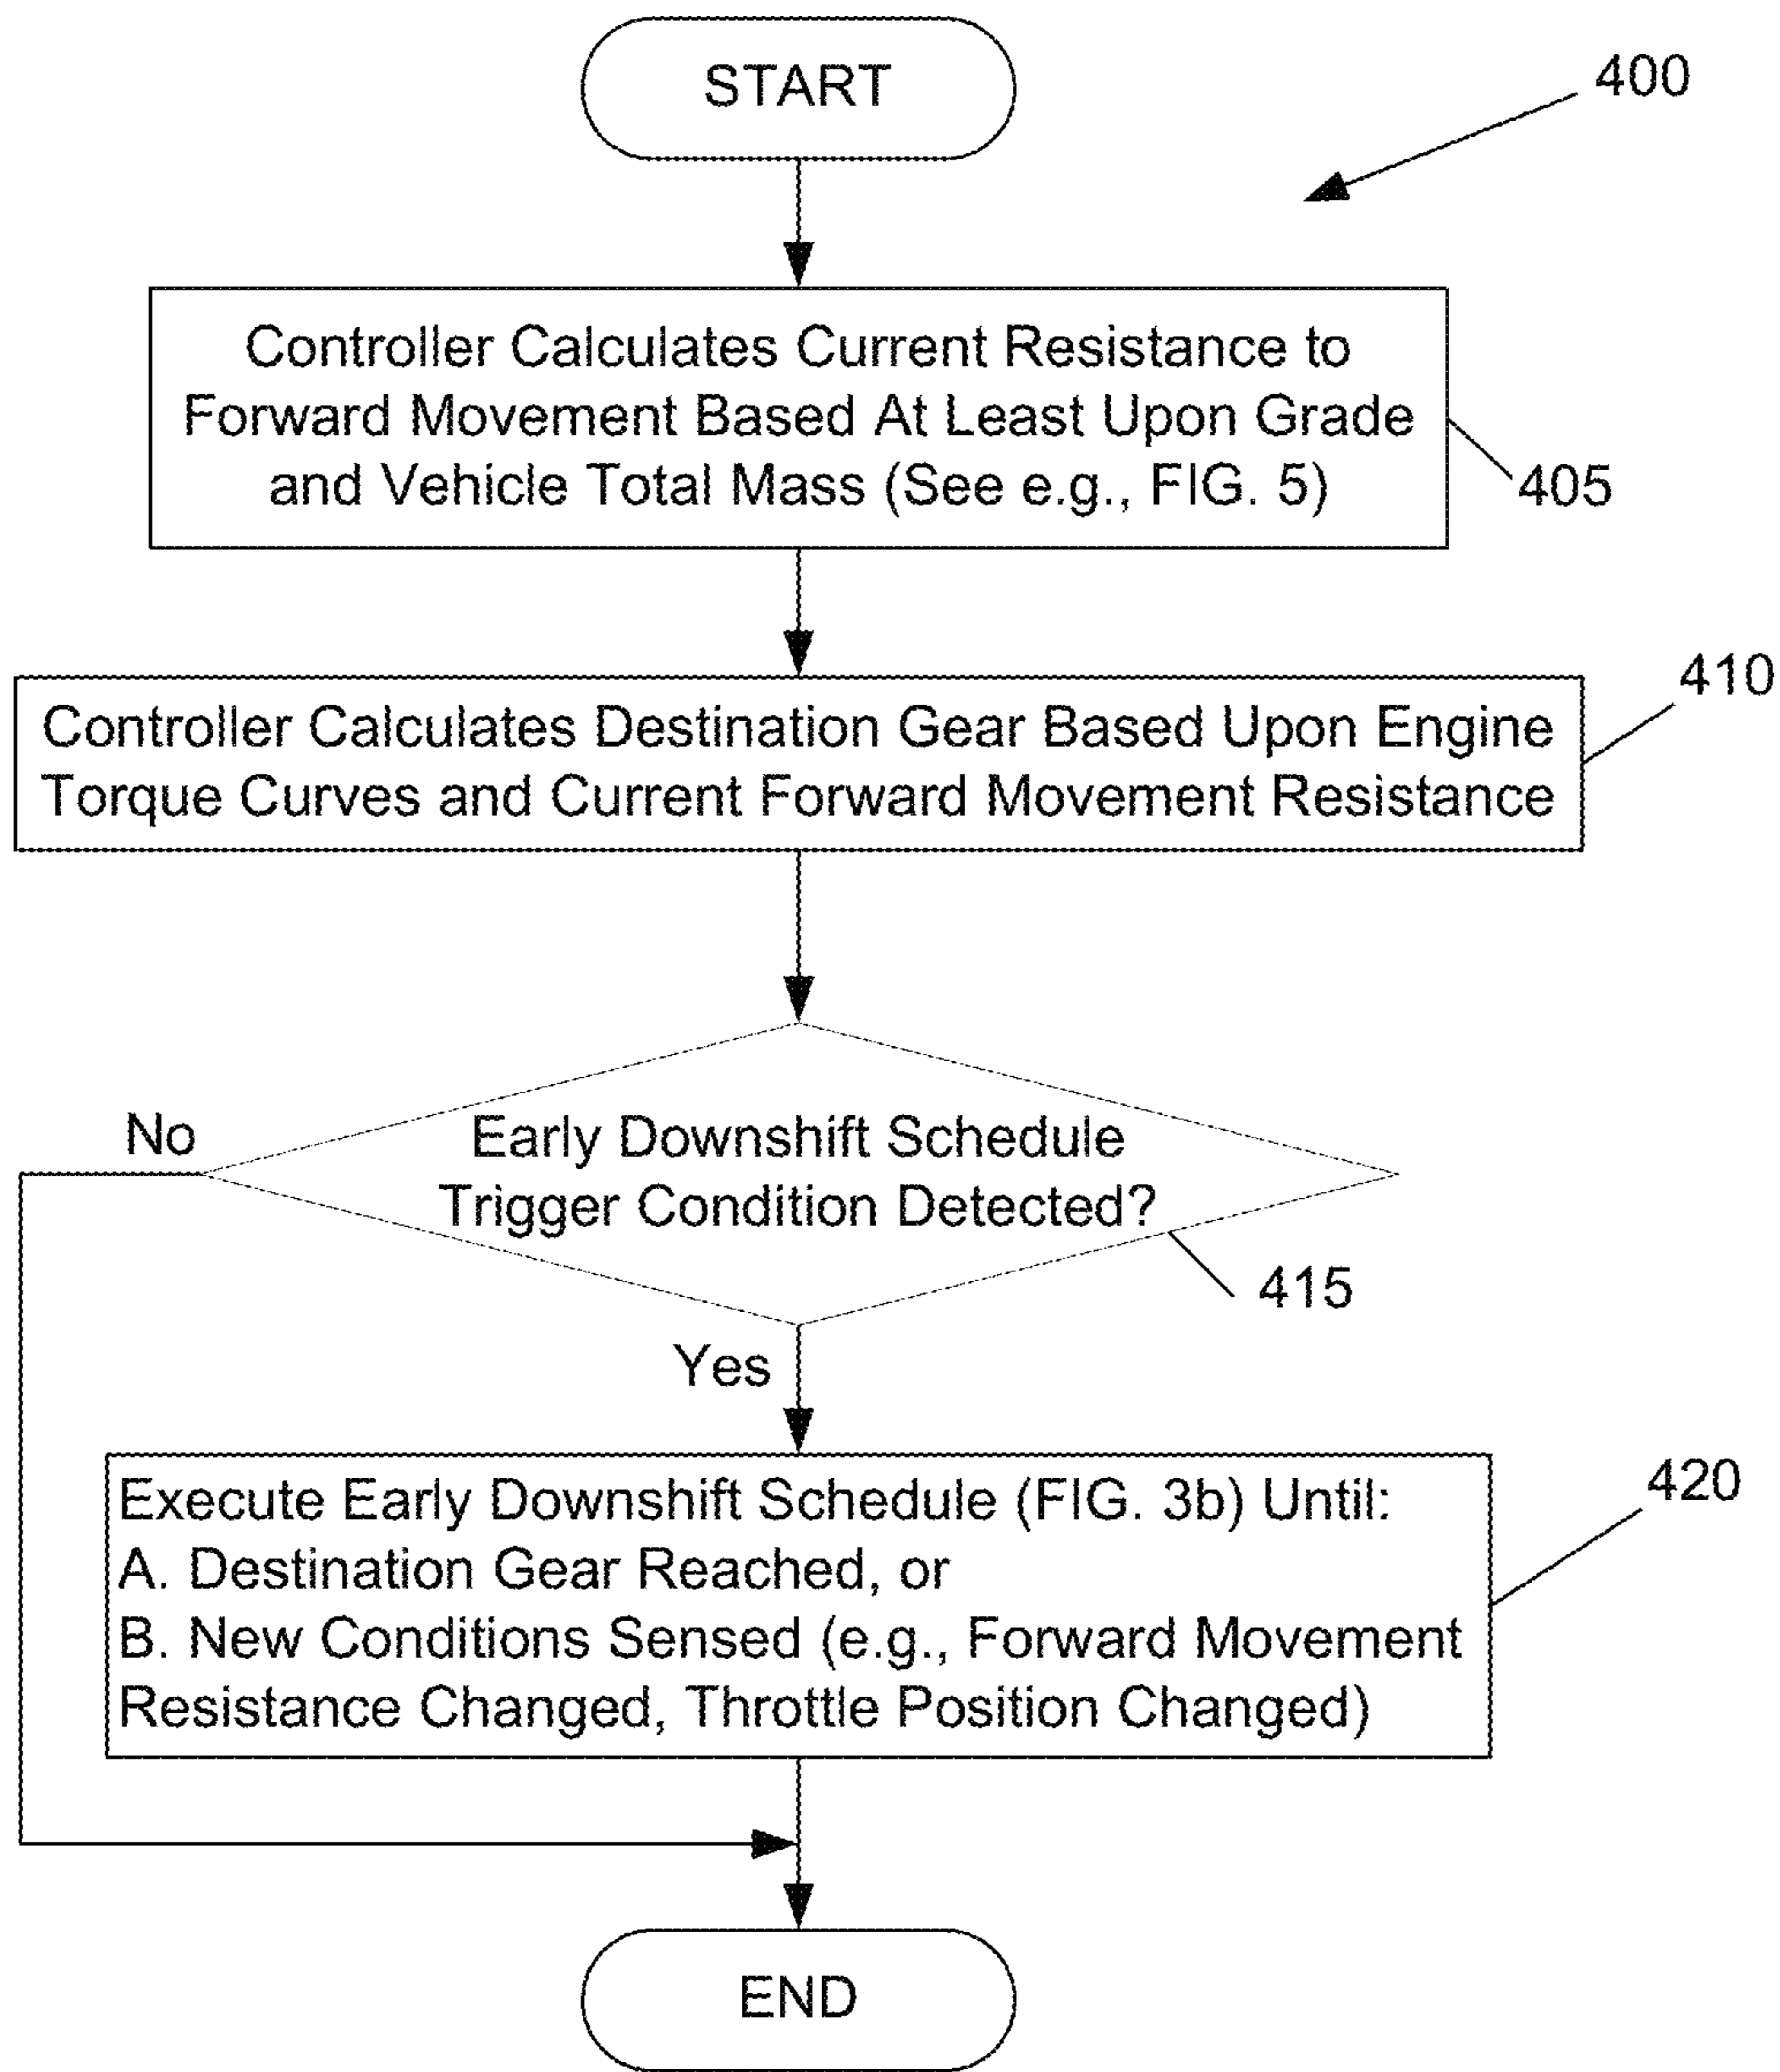 START
400
Controller Calculates Current Resistance to
Forward Movement Based At Least Upon Grade
and Vehicle Total Mass (See e.g., FIG. 5)
405
410
Controller Calculates Destination Gear Based Upon Engine
Torque Curves and Current Forward Movement Resistance
No
Early Downshift Schedule
Trigger Condition Detected?
415
Yes
Execute Early Downshift Schedule (FIG. 3b) Until:
420
A. Destination Gear Reached, or
B. New Conditions Sensed (e.g., Forward Movement
Resistance Changed, Throttle Position Changed)
END